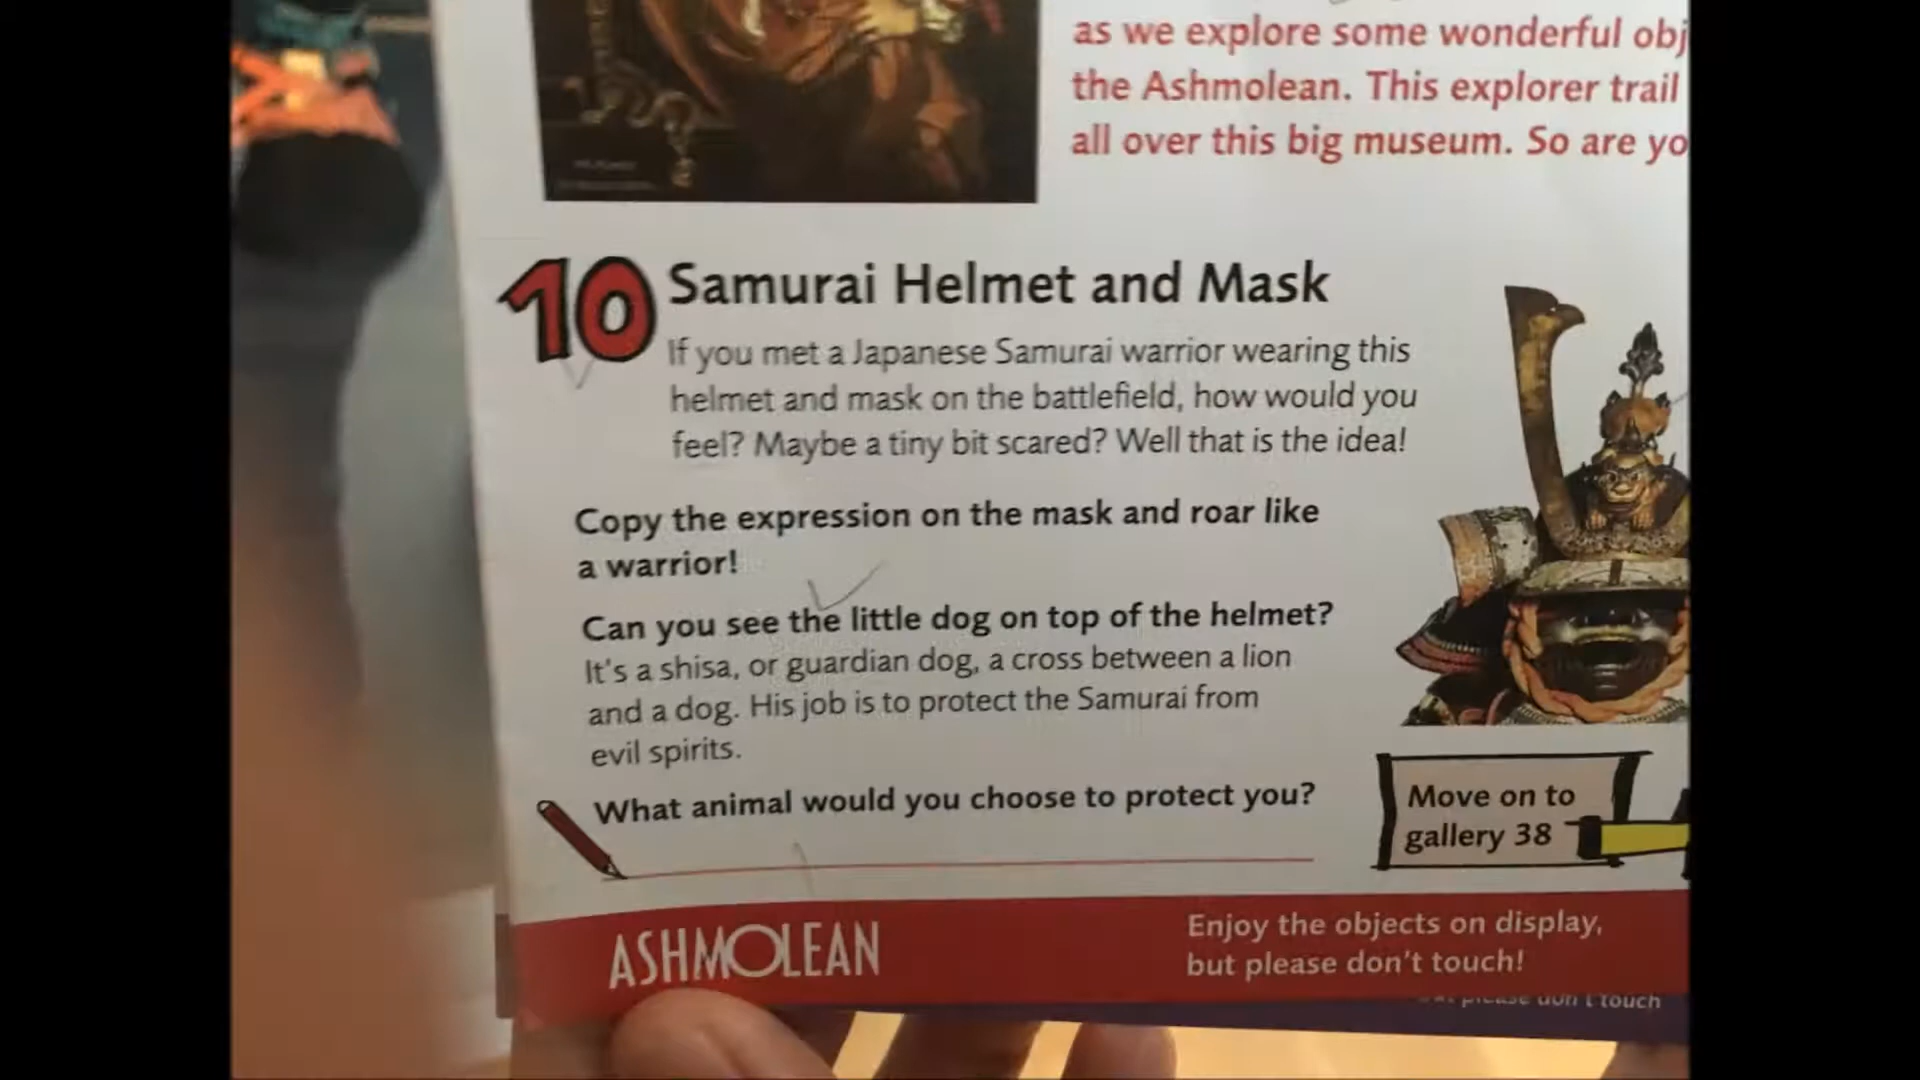 as we explore some wonderful obj
the Ashmolean. This explorer trail
all over this big museum. So are yo
10 Samurai Helmet and Mask
If you met a Japanese Samurai warrior wearing this
helmet and mask on the battlefield, how would you
feel? Maybe a tiny bit scared? Well that is the idea!
Copy the expression on the mask and roar like
a warrior!
Can you see the little dog on top of the helmet?
It's a shisa, or guardian dog, a cross between a lion
and a dog. His job is to protect the Samurai from
evil spirits.
What animal would you choose to protect you?
Move on to
gallery 38
ASHMOLEAN
Enjoy the objects on display,
but please don't touch!
please don't touch